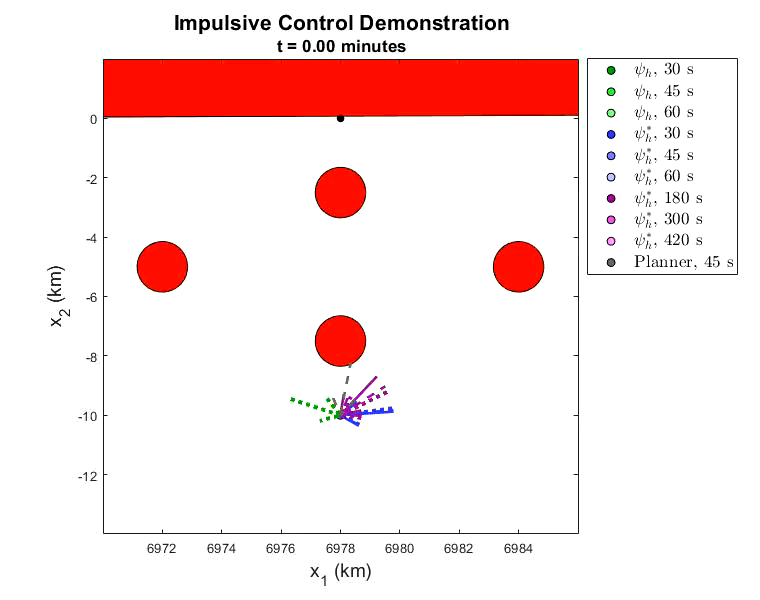 Impulsive Control Demonstration
t = 0.00 minutes
0
-2
-4
-6
-8
-10
-12
x₂ (km)
6972 6974 6976 6978 6980 6982 6984
x₁ (km)
ψₕ, 30 s
ψₕ, 45 s
ψₕ, 60 s
ψₕ*, 30 s
ψₕ*, 45 s
ψₕ*, 60 s
ψₕ*, 180 s
ψₕ*, 300 s
ψₕ*, 420 s
Planner, 45 s